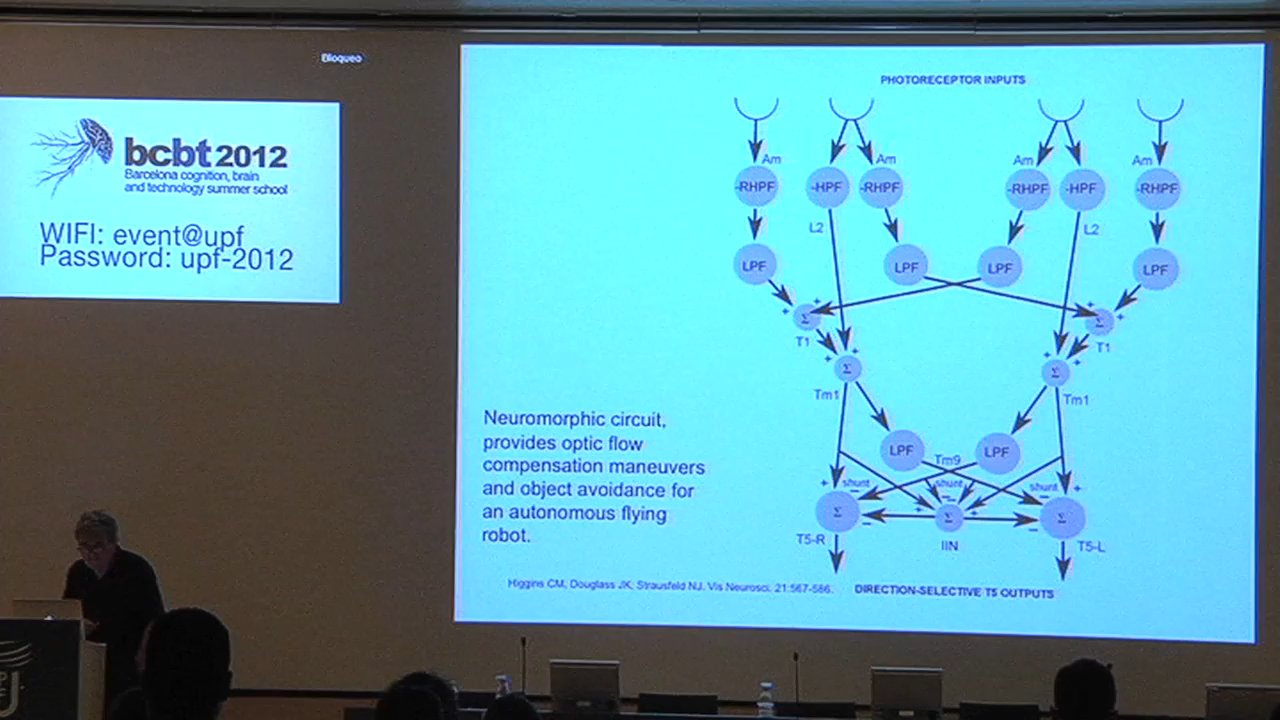 Bloqueo
bcbt 2012
Barcelona cognition, brain
and technology summer school
WIFI: event@upf
Password: upf-2012
PHOTORECEPTOR INPUTS
Am Am Am Am
-RHPF -HPF -RHPF -RHPF -HPF -RHPF
L2 L2
LPF LPF LPF LPF
+ + +
Σ Σ
T1 T1
+ + + +
Σ Σ
Tm1 Tm1
Neuromorphic circuit,
provides optic flow
compensation maneuvers
and object avoidance for
an autonomous flying
robot.
LPF LPF
Tm9
+ shunt shunt shunt +
Σ Σ Σ
T5-R IIN T5-L
Higgins CM, Douglass JK, Strausfeld NJ. Vis Neurosci. 21:567-586.
DIRECTION-SELECTIVE T5 OUTPUTS